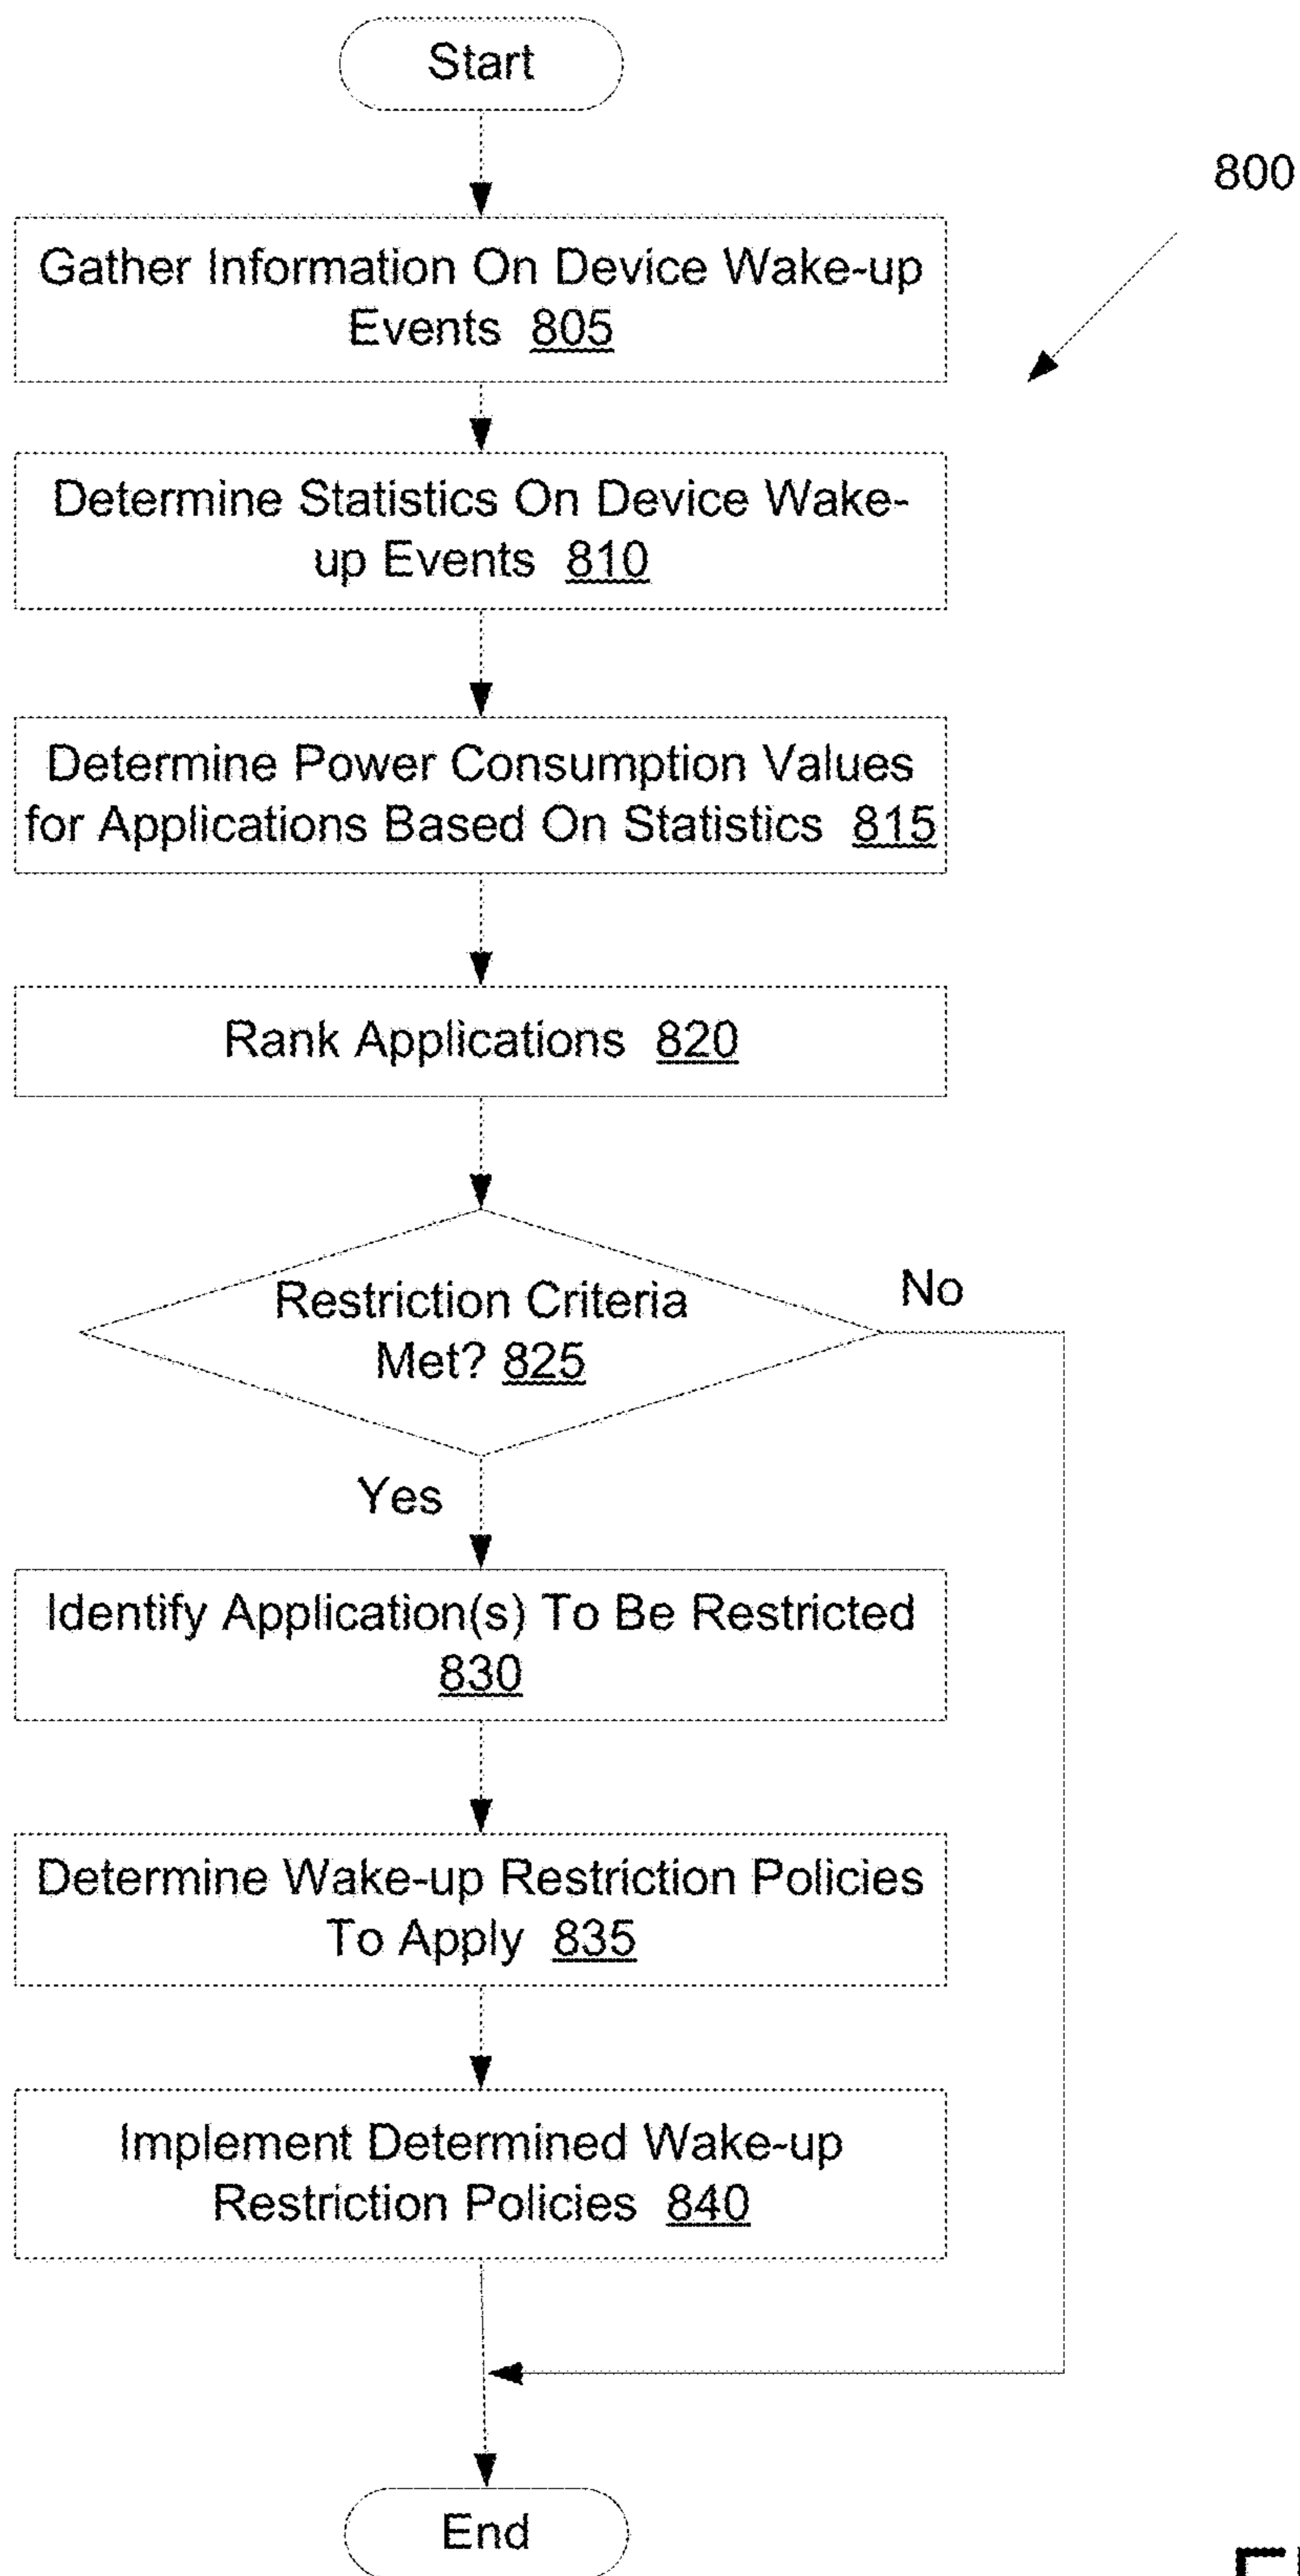 Start
800
Gather Information On Device Wake-up
Events 805
Determine Statistics On Device Wake-
up Events 810
Determine Power Consumption Values
for Applications Based On Statistics 815
Rank Applications 820
Restriction Criteria
Met? 825
No
Yes
Identify Application(s) To Be Restricted
830
Determine Wake-up Restriction Policies
To Apply 835
Implement Determined Wake-up
Restriction Policies 840
End